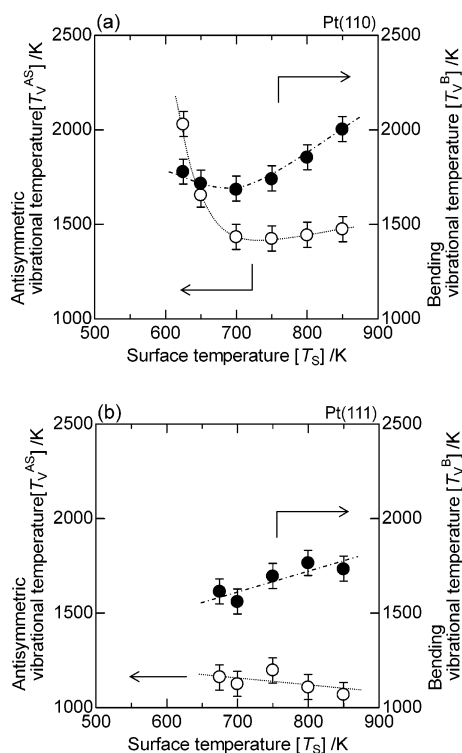 (a)
Pt(110)
2500
2000
1500
1000
2500
2000
1500
1000
Antisymmetric
vibrational temperature[T_V^AS] /K
Bending
vibrational temperature [T_V^B] /K
500 600 700 800 900
Surface temperature [T_S] /K
(b)
Pt(111)
2500
2000
1500
1000
2500
2000
1500
1000
Antisymmetric
vibrational temperature[T_V^AS] /K
Bending
vibrational temperature [T_V^B] /K
500 600 700 800 900
Surface temperature [T_S] /K